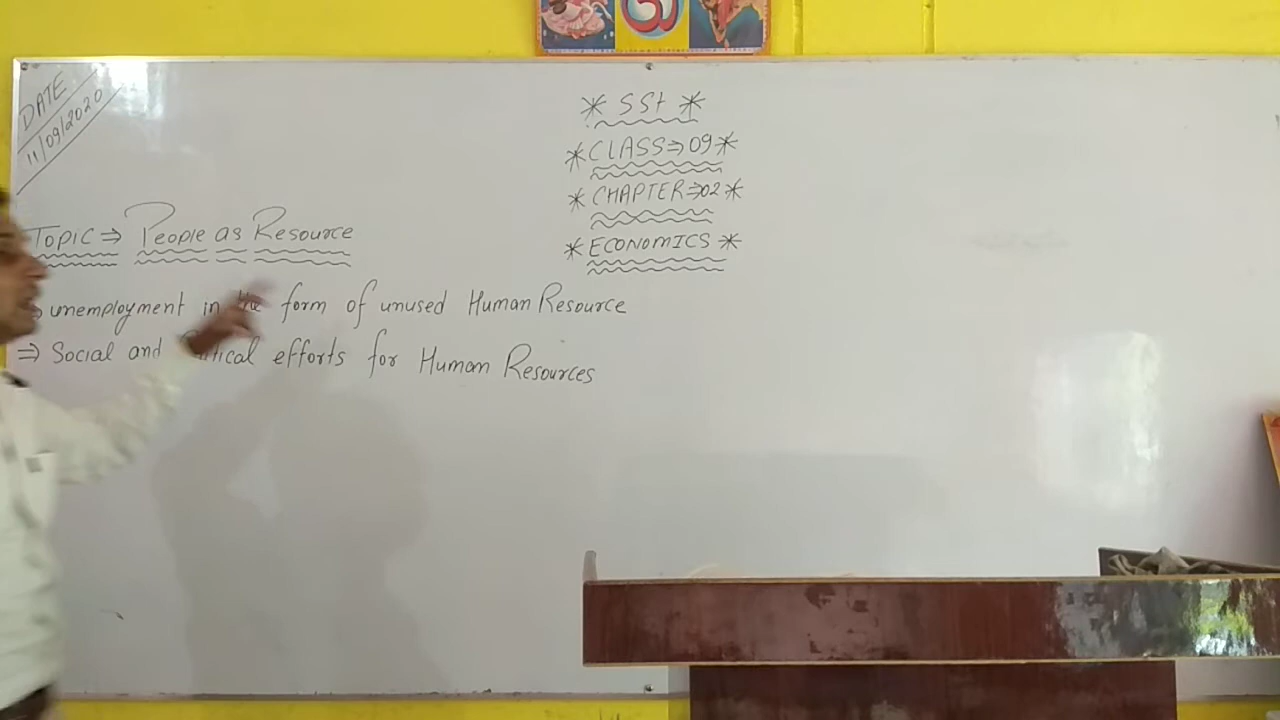 DATE
11/09/2020
* SSt *
* CLASS ⇒ 09 *
* CHAPTER ⇒ 02 *
* ECONOMICS *
TOPIC ⇒ People as Resource
⇒ unemployment in the form of unused Human Resource
⇒ Social and Political efforts for Human Resources
ॐ